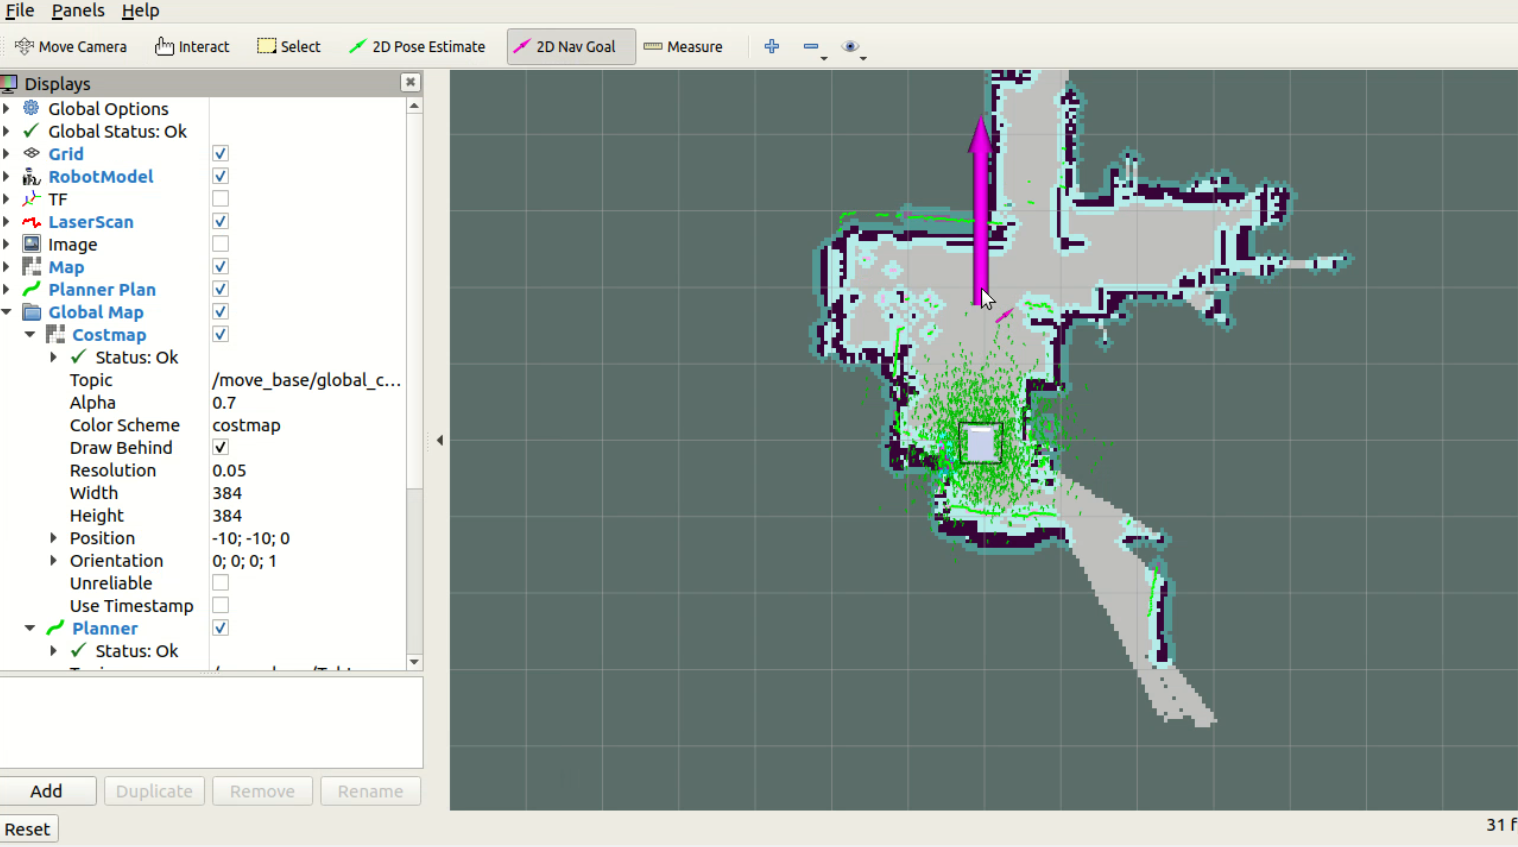 File Panels Help
Move Camera Interact Select 2D Pose Estimate 2D Nav Goal Measure
Displays
Global Options
Global Status: Ok
Grid
RobotModel
TF
LaserScan
Image
Map
Planner Plan
Global Map
Costmap
Status: Ok
Topic /move_base/global_c...
Alpha 0.7
Color Scheme costmap
Draw Behind
Resolution 0.05
Width 384
Height 384
Position -10; -10; 0
Orientation 0; 0; 0; 1
Unreliable
Use Timestamp
Planner
Status: Ok
Add Duplicate Remove Rename
Reset
31 f